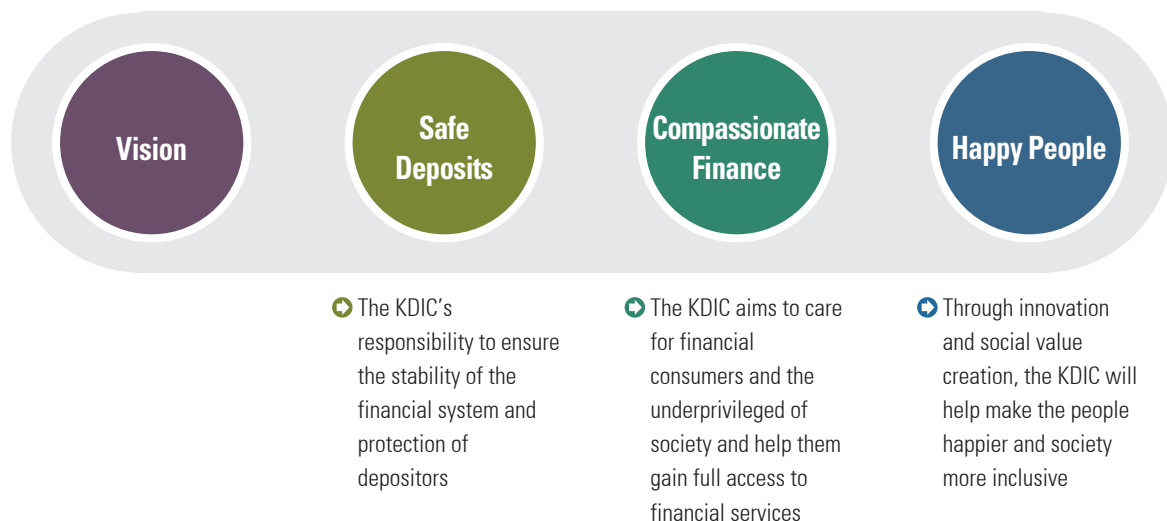 Vision
Safe
Deposits
Compassionate
Finance
Happy People
The KDIC’s
responsibility to ensure
the stability of the
financial system and
protection of
depositors
The KDIC aims to care
for financial
consumers and the
underprivileged of
society and help them
gain full access to
financial services
Through innovation
and social value
creation, the KDIC will
help make the people
happier and society
more inclusive